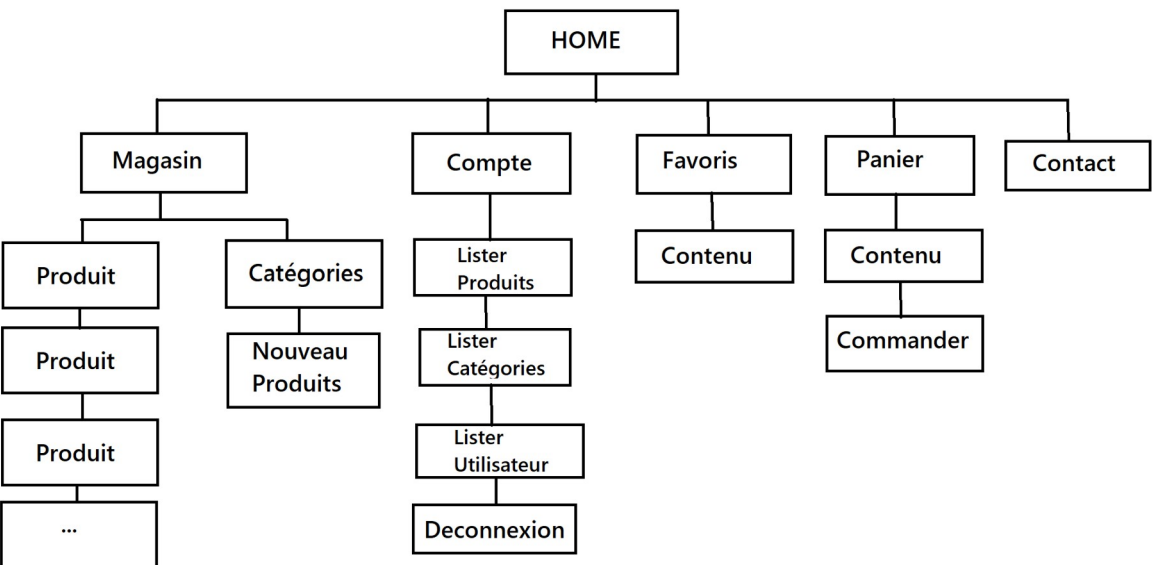 HOME
Magasin
Compte
Favoris
Panier
Contact
Produit
Catégories
Lister
Produits
Contenu
Contenu
Produit
Nouveau
Produits
Lister
Catégories
Commander
Produit
Lister
Utilisateur
...
Deconnexion